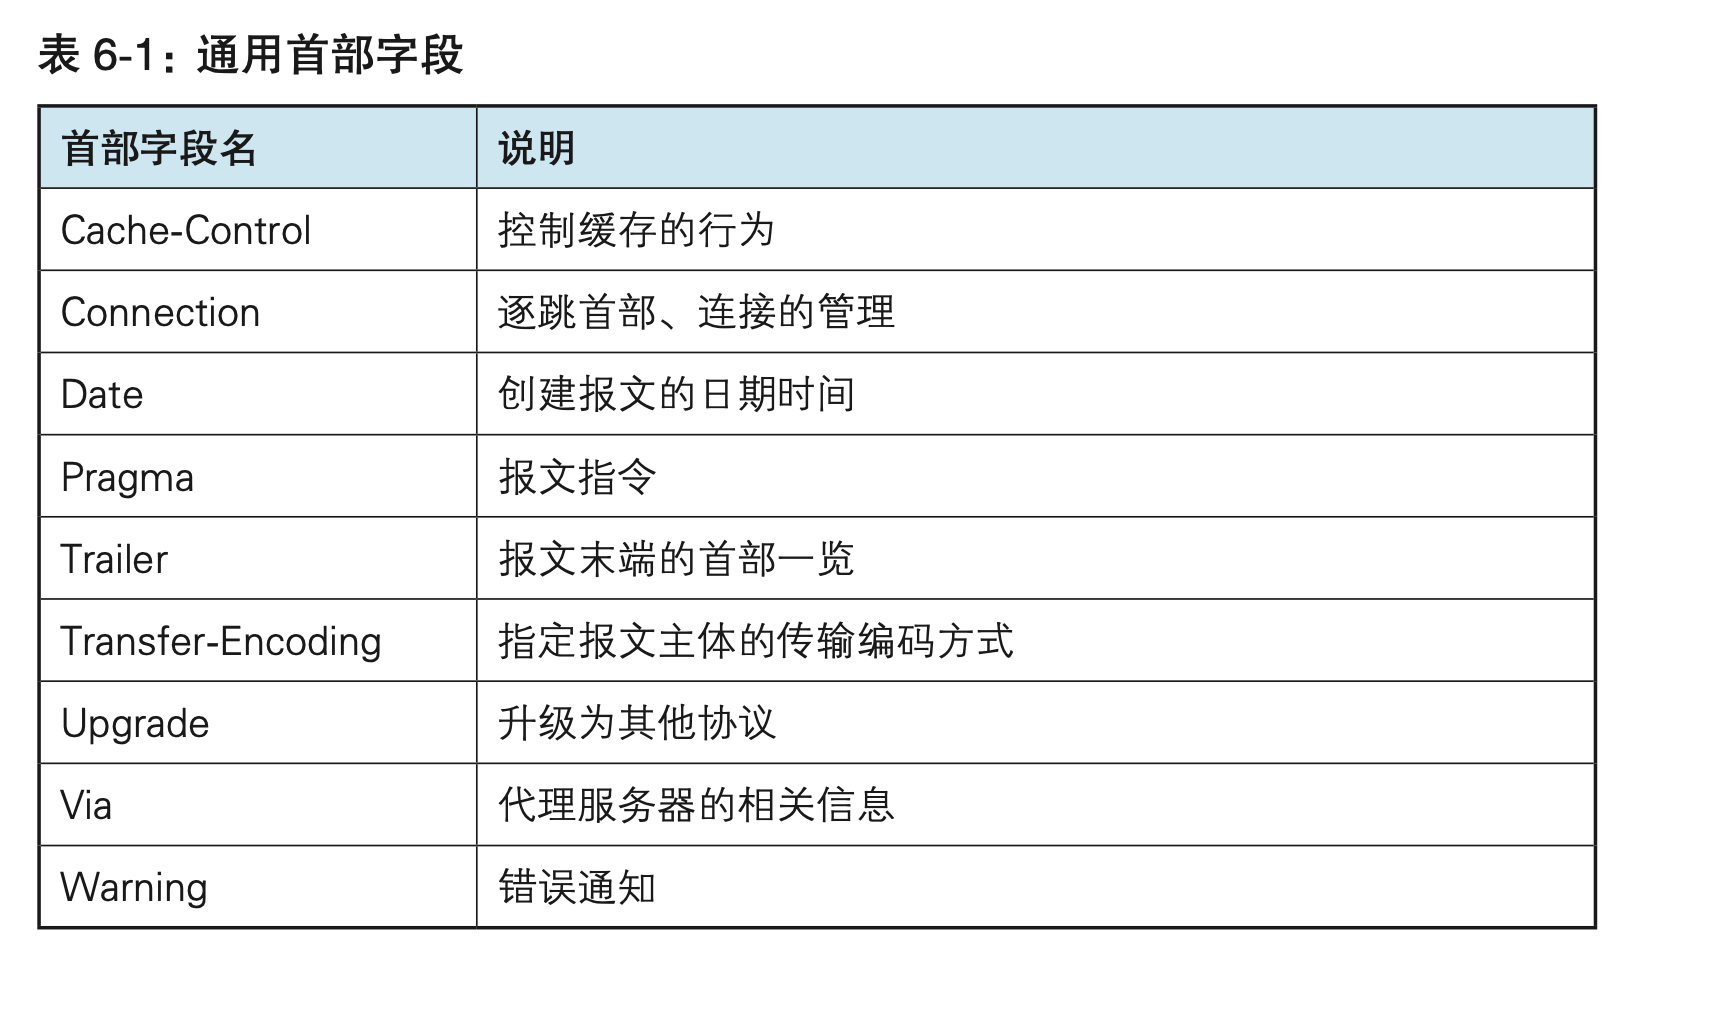 表 6-1：通用首部字段
首部字段名 说明
Cache-Control 控制缓存的行为
Connection 逐跳首部、连接的管理
Date 创建报文的日期时间
Pragma 报文指令
Trailer 报文末端的首部一览
Transfer-Encoding 指定报文主体的传输编码方式
Upgrade 升级为其他协议
Via 代理服务器的相关信息
Warning 错误通知